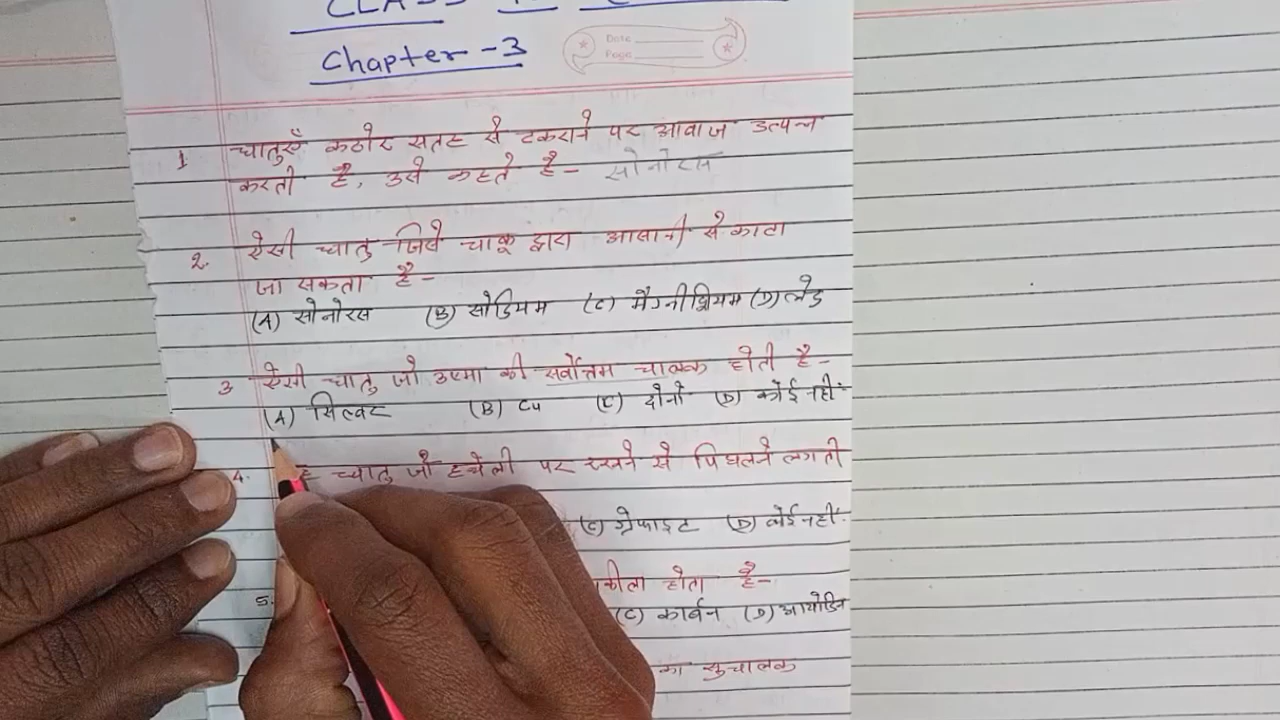 Chapter - 3
Date
Page
1 धातुएँ कठोर सतह से टकराने पर आवाज उत्पन्न
करती है, उसे कहते है - सोनोरस
2. ऐसी धातु जिसे चाकू द्वारा आसानी से काटा
जा सकता है -
(A) सोनोरस (B) सोडियम (C) मैग्नीशियम (D) लेड
3 ऐसी धातु जो उष्मा की सर्वोत्तम चालक होती है -
(A) सिल्वर (B) Cu (C) दोनों (D) कोई नहीं
4. धातु जो हथेली पर रखने से पिघलने लगती
(C) ग्रेफाइट (D) कोई नहीं
होता है -
5. (C) कार्बन (D) आयोडिन
का सुचालक